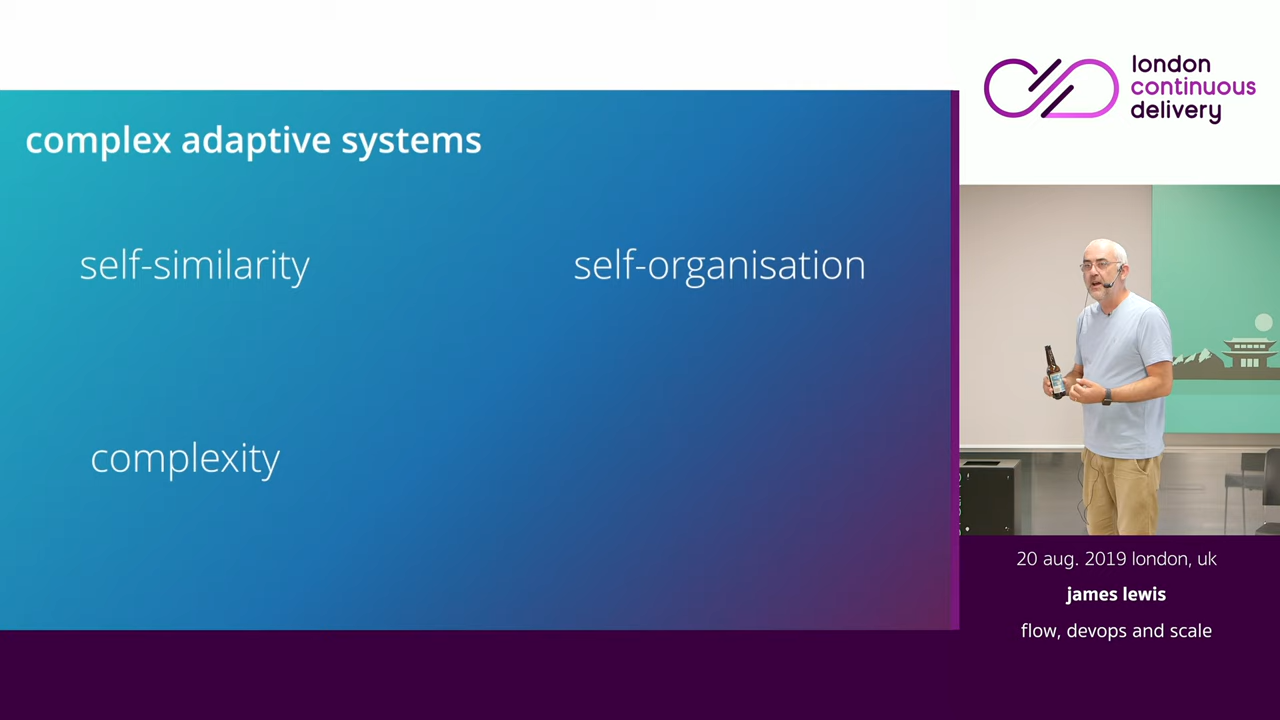 complex adaptive systems
self-similarity
self-organisation
complexity
london
continuous
delivery
20 aug. 2019 london, uk
james lewis
flow, devops and scale